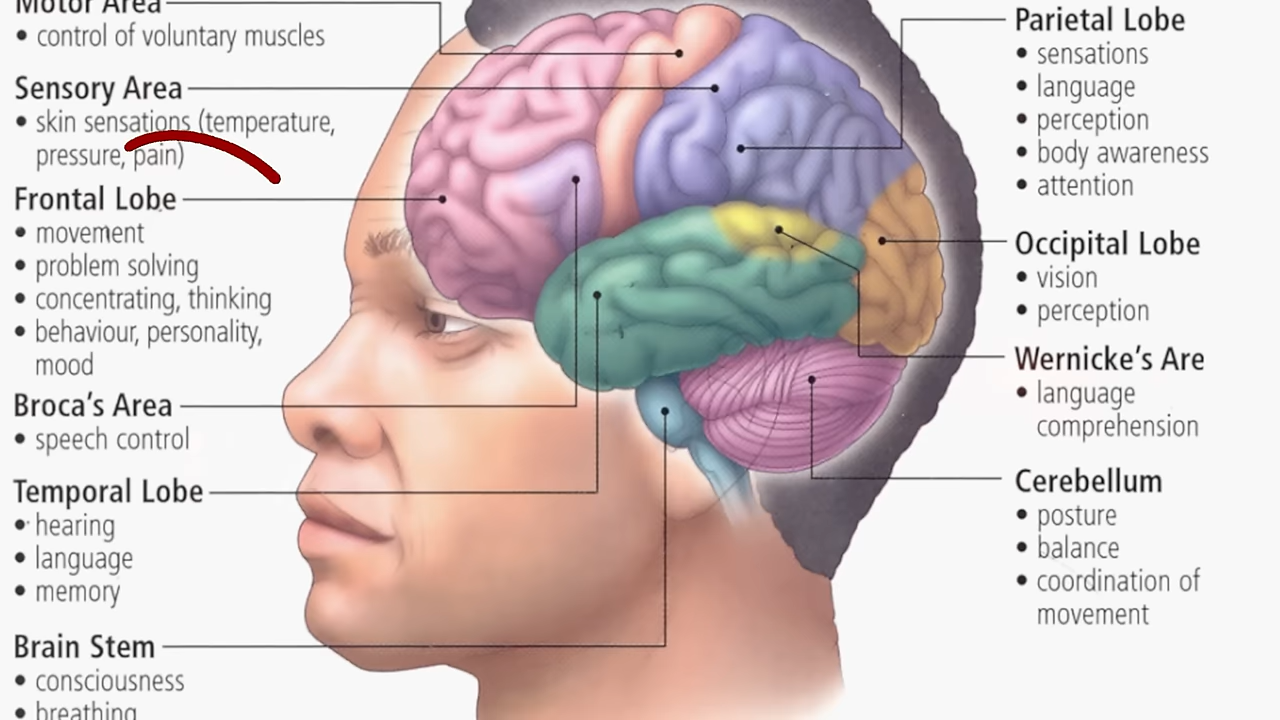 Motor Area
• control of voluntary muscles
Sensory Area
• skin sensations (temperature,
pressure, pain)
Frontal Lobe
• movement
• problem solving
• concentrating, thinking
• behaviour, personality,
mood
Broca's Area
• speech control
Temporal Lobe
• hearing
• language
• memory
Brain Stem
• consciousness
• breathing
Parietal Lobe
• sensations
• language
• perception
• body awareness
• attention
Occipital Lobe
• vision
• perception
Wernicke's Are
• language
comprehension
Cerebellum
• posture
• balance
• coordination of
movement